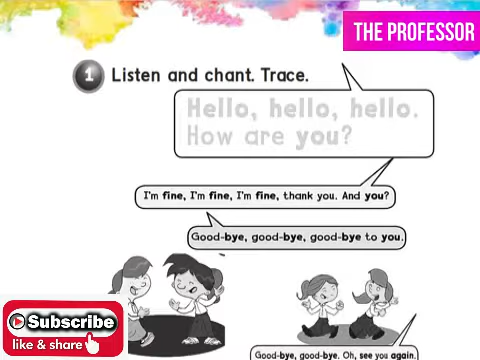 THE PROFESSOR
1 Listen and chant. Trace.
Hello, hello, hello.
How are you?
I'm fine, I'm fine, I'm fine, thank you. And you?
Good-bye, good-bye, good-bye to you.
Subscribe
like & share
Good-bye, good-bye. Oh, see you again.